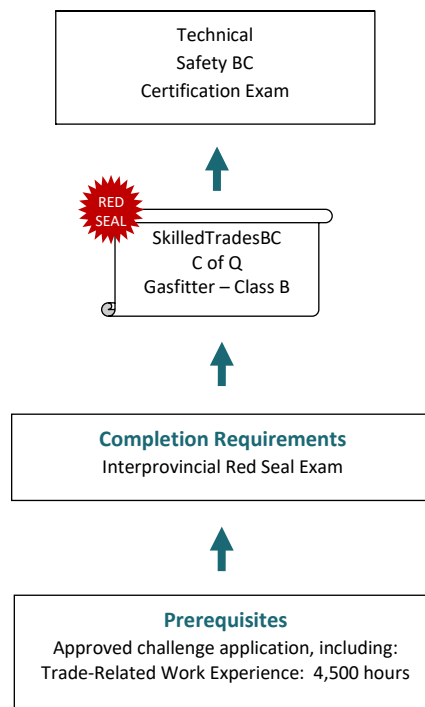 Technical
Safety BC
Certification Exam
RED
SEAL
SkilledTradesBC
C of Q
Gasfitter – Class B
Completion Requirements
Interprovincial Red Seal Exam
Prerequisites
Approved challenge application, including:
Trade-Related Work Experience:  4,500 hours